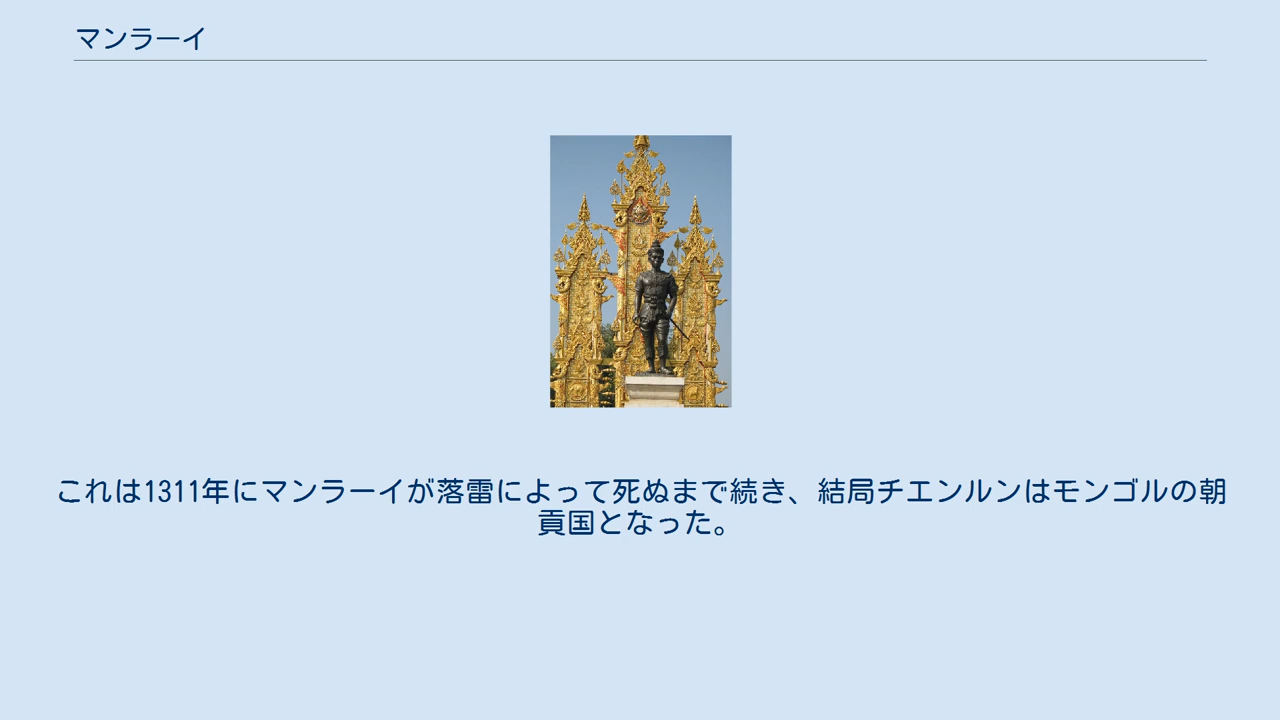 マンラーイ
これは1311年にマンラーイが落雷によって死ぬまで続き、結局チエンルンはモンゴルの朝
貢国となった。